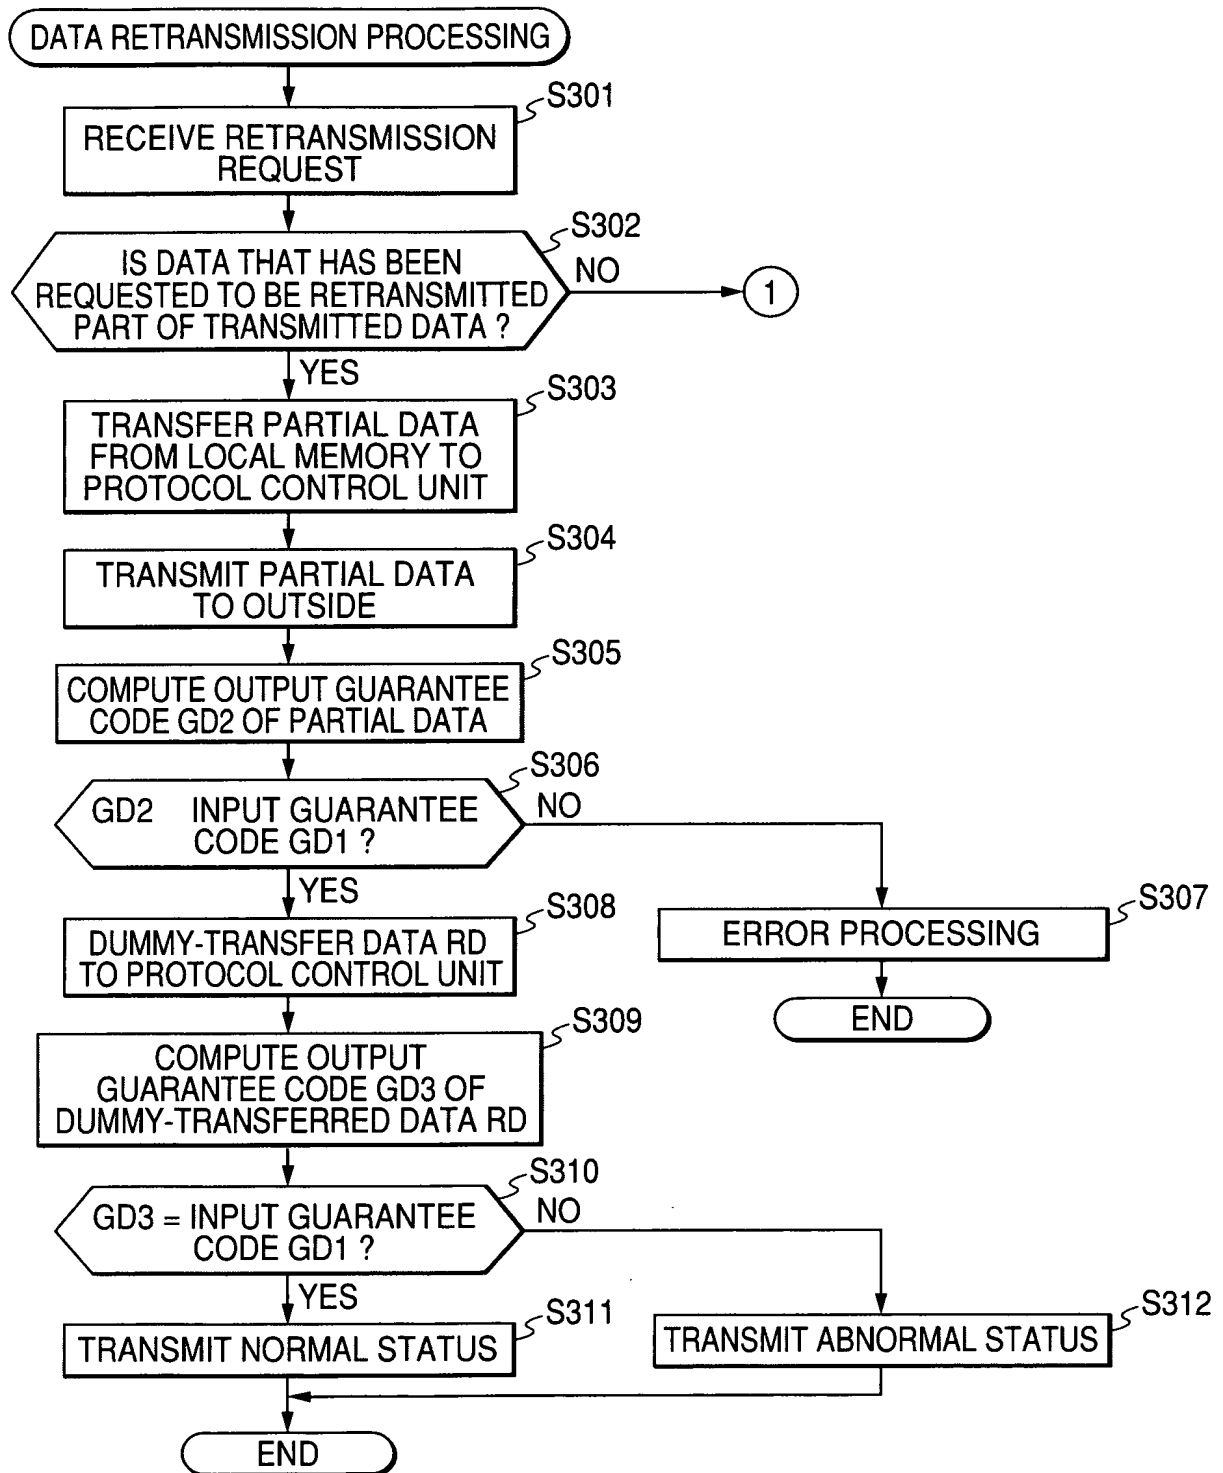 DATA RETRANSMISSION PROCESSING
S301
RECEIVE RETRANSMISSION
REQUEST
S302
IS DATA THAT HAS BEEN
REQUESTED TO BE RETRANSMITTED
PART OF TRANSMITTED DATA ?
NO
1
YES
S303
TRANSFER PARTIAL DATA
FROM LOCAL MEMORY TO
PROTOCOL CONTROL UNIT
S304
TRANSMIT PARTIAL DATA
TO OUTSIDE
S305
COMPUTE OUTPUT GUARANTEE
CODE GD2 OF PARTIAL DATA
S306
GD2 INPUT GUARANTEE
CODE GD1 ?
NO
YES
S307
ERROR PROCESSING
END
S308
DUMMY-TRANSFER DATA RD
TO PROTOCOL CONTROL UNIT
S309
COMPUTE OUTPUT
GUARANTEE CODE GD3 OF
DUMMY-TRANSFERRED DATA RD
S310
GD3 = INPUT GUARANTEE
CODE GD1 ?
NO
YES
S311
TRANSMIT NORMAL STATUS
S312
TRANSMIT ABNORMAL STATUS
END